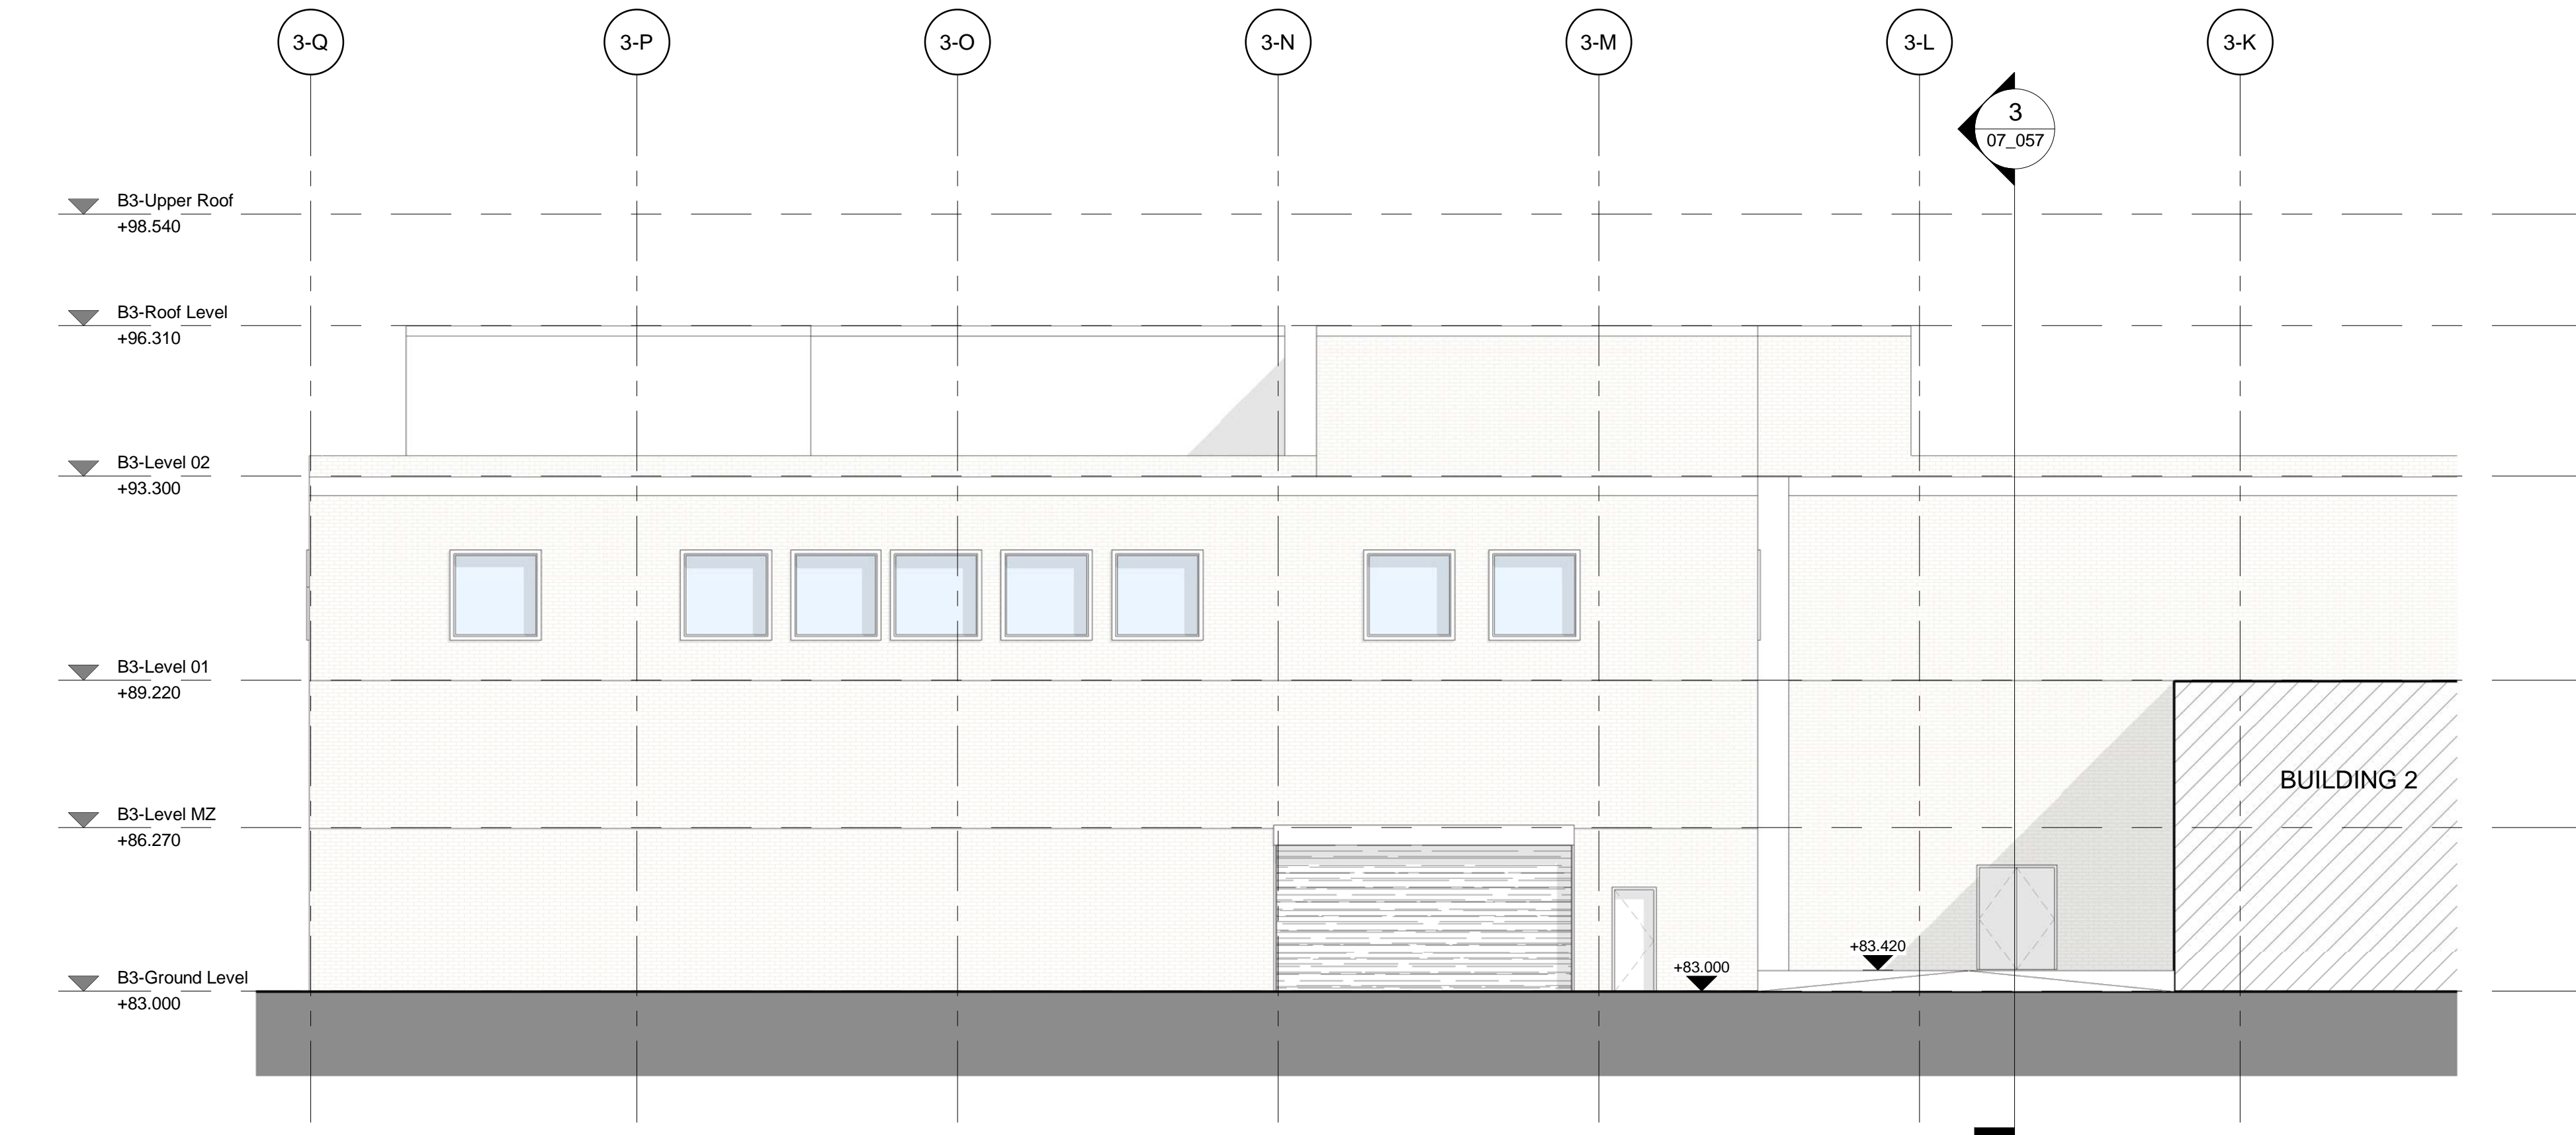 3-Q
3-P
3-O
3-N
3-M
3-L
3-K
3
07_057
B3-Upper Roof
+98.540
B3-Roof Level
+96.310
B3-Level 02
+93.300
B3-Level 01
+89.220
BUILDING 2
B3-Level MZ
+86.270
+83.420
+83.000
B3-Ground Level
+83.000